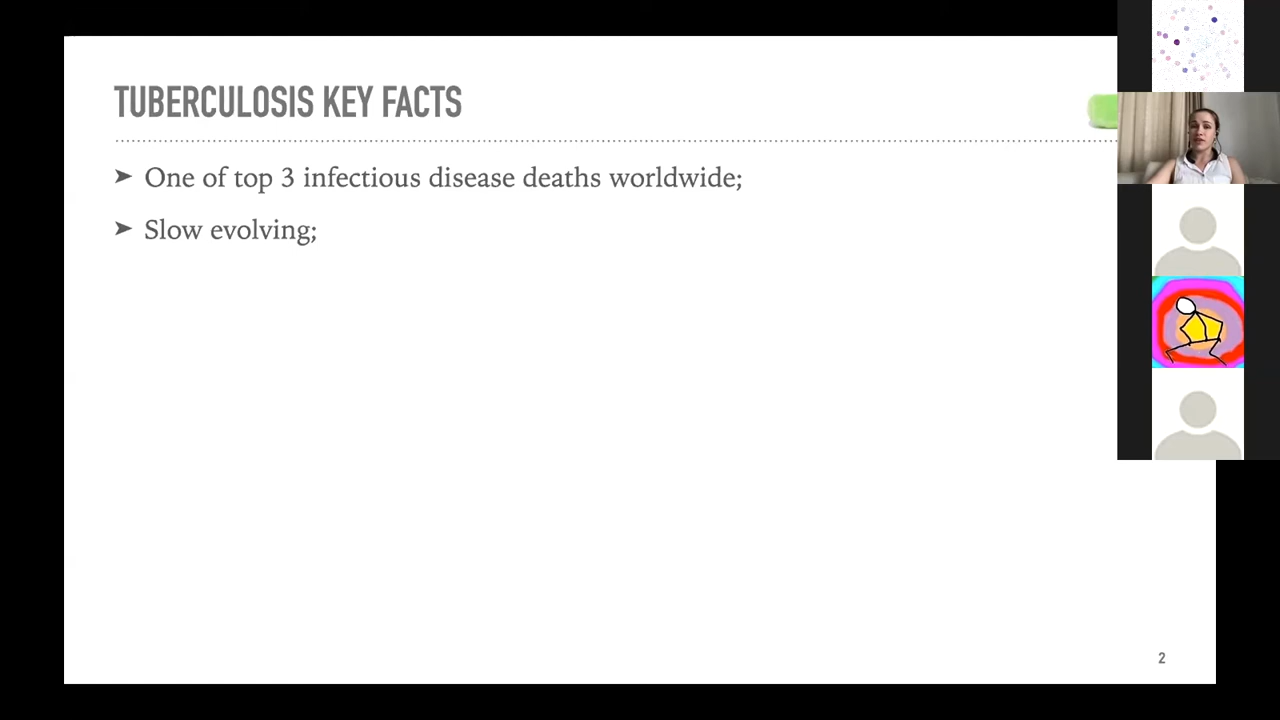 TUBERCULOSIS KEY FACTS
➤ One of top 3 infectious disease deaths worldwide;
➤ Slow evolving;
2